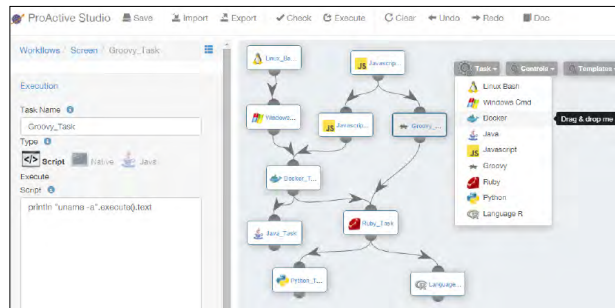 ProActive Studio Save Import Export Check Execute Clear Undo Redo Doc
Workflows / Screen / Groovy_Task
Execution
Task Name
Groovy_Task
Type
Script Native Java
Execute
Script
println "uname -a".execute().text
Linux_Ba...
Javascrip...
Windows...
Javascrip...
Groovy_...
Docker_T...
Java_Task
Ruby_Task
Python_T...
Language...
Task Controls Templates
Linux Bash
Windows Cmd
Docker
Drag & drop me
Java
Javascript
Groovy
Ruby
Python
Language R